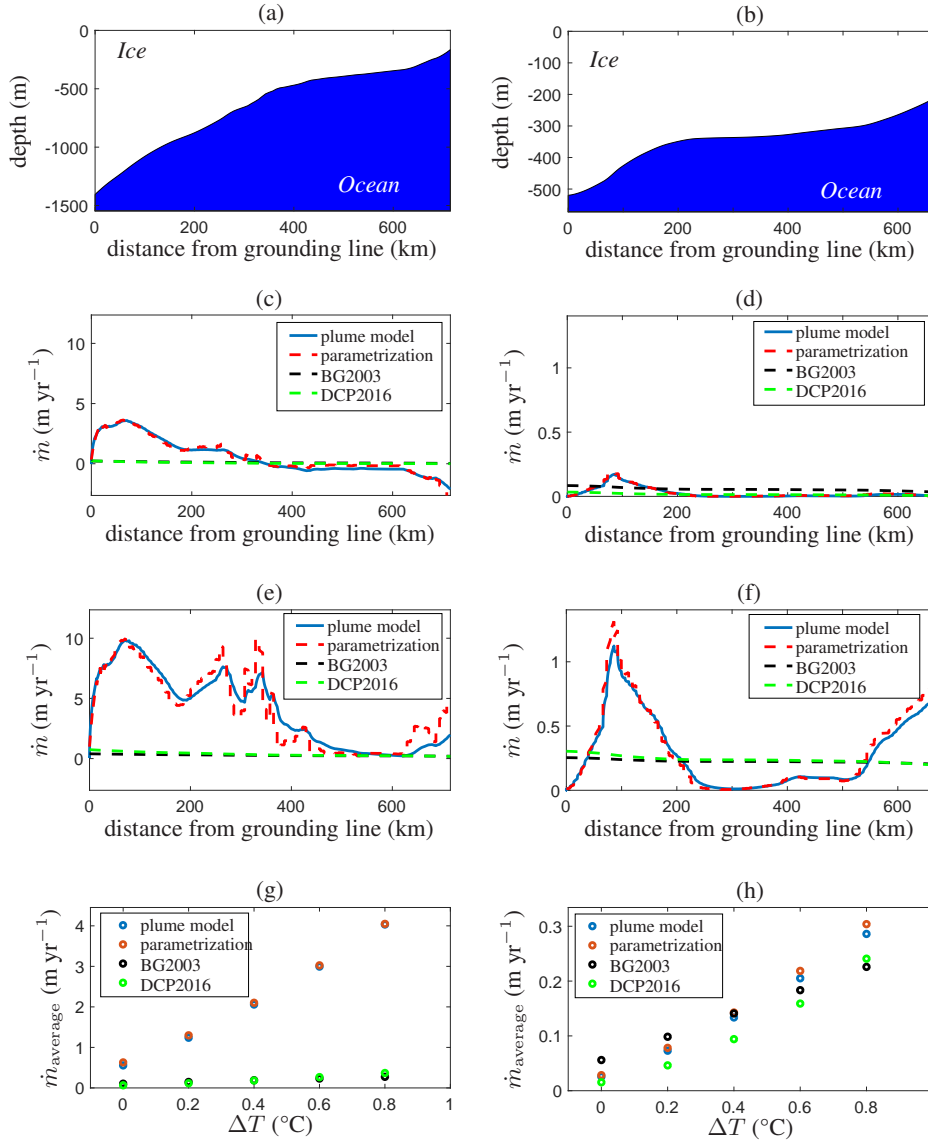 (a)
0
-500
-1000
-1500
depth (m)
Ice
Ocean
0 200 400 600
distance from grounding line (km)
(b)
0
-100
-200
-300
-400
-500
depth (m)
Ice
Ocean
0 200 400 600
distance from grounding line (km)
(c)
10
5
0
ṁ (m yr⁻¹)
plume model
parametrization
BG2003
DCP2016
0 200 400 600
distance from grounding line (km)
(d)
1
0.5
0
ṁ (m yr⁻¹)
plume model
parametrization
BG2003
DCP2016
0 200 400 600
distance from grounding line (km)
(e)
10
5
0
ṁ (m yr⁻¹)
plume model
parametrization
BG2003
DCP2016
0 200 400 600
distance from grounding line (km)
(f)
1
0.5
0
ṁ (m yr⁻¹)
plume model
parametrization
BG2003
DCP2016
0 200 400 600
distance from grounding line (km)
(g)
4
3
2
1
0
ṁaverage (m yr⁻¹)
plume model
parametrization
BG2003
DCP2016
0 0.2 0.4 0.6 0.8 1
ΔT (°C)
(h)
0.3
0.2
0.1
0
ṁaverage (m yr⁻¹)
plume model
parametrization
BG2003
DCP2016
0 0.2 0.4 0.6 0.8
ΔT (°C)